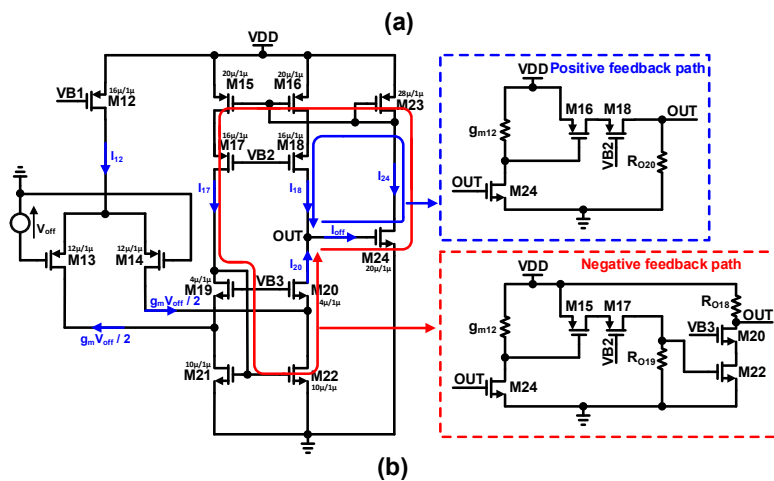 (a)
VDD
VB1
16μ/1μ
M12
20μ/1μ
M15
20μ/1μ
M16
28μ/1μ
M23
16μ/1μ
M17
VB2
16μ/1μ
M18
I12
I17
I18
I24
Voff
12μ/1μ
M13
12μ/1μ
M14
OUT
Ioff
M24
20μ/1μ
I20
4μ/1μ
M19
VB3
M20
4μ/1μ
gmVoff / 2
gmVoff / 2
10μ/1μ
M21
M22
10μ/1μ
VDD
Positive feedback path
gm12
M16
M18
OUT
VB2
RO20
OUT
M24
Negative feedback path
VDD
gm12
M15
M17
RO18
OUT
VB3
M20
VB2
RO19
M22
OUT
M24
(b)